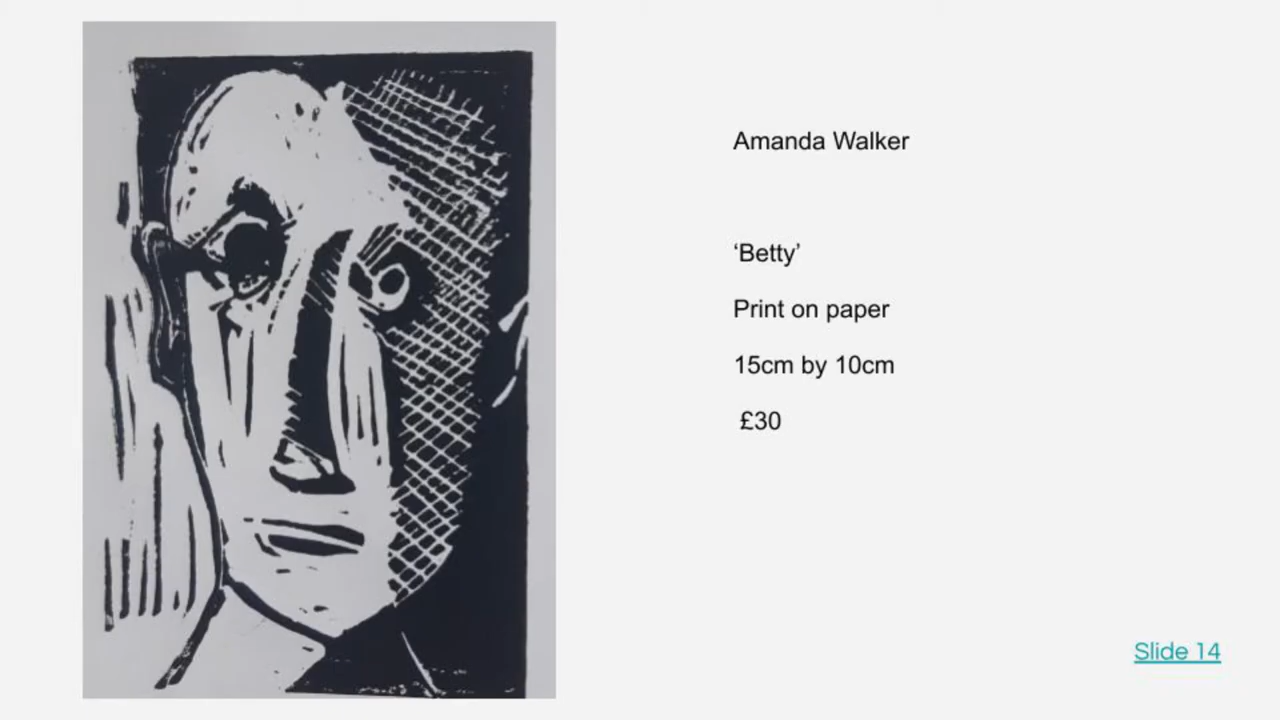 Amanda Walker
‘Betty’
Print on paper
15cm by 10cm
£30
Slide 14